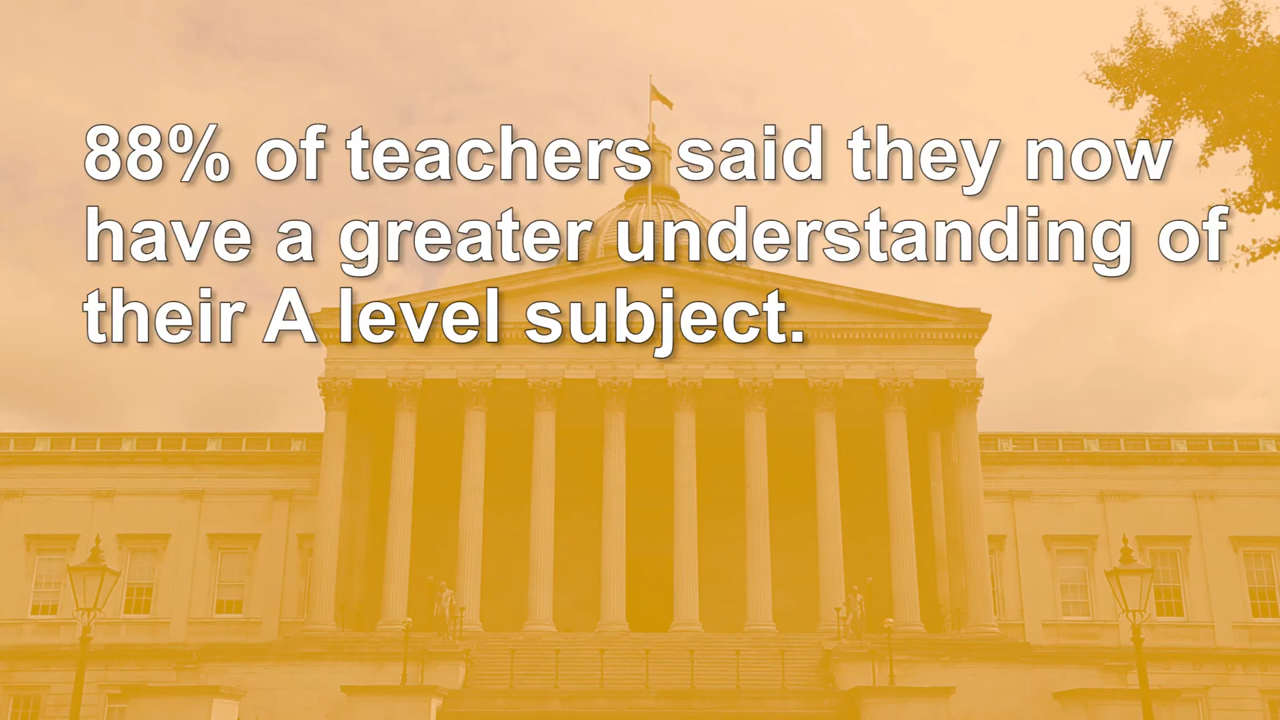 88% of teachers said they now
have a greater understanding of
their A level subject.